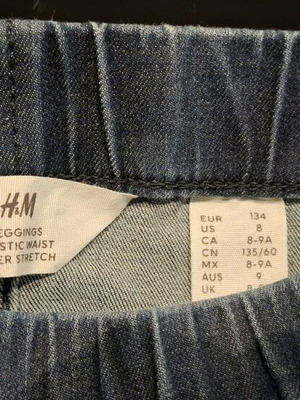 H&M
EGGINGS
STIC WAIST
ER STRETCH
EUR 134
US 8
CA 8-9A
CN 135/60
MX 8-9A
AUS 9
UK